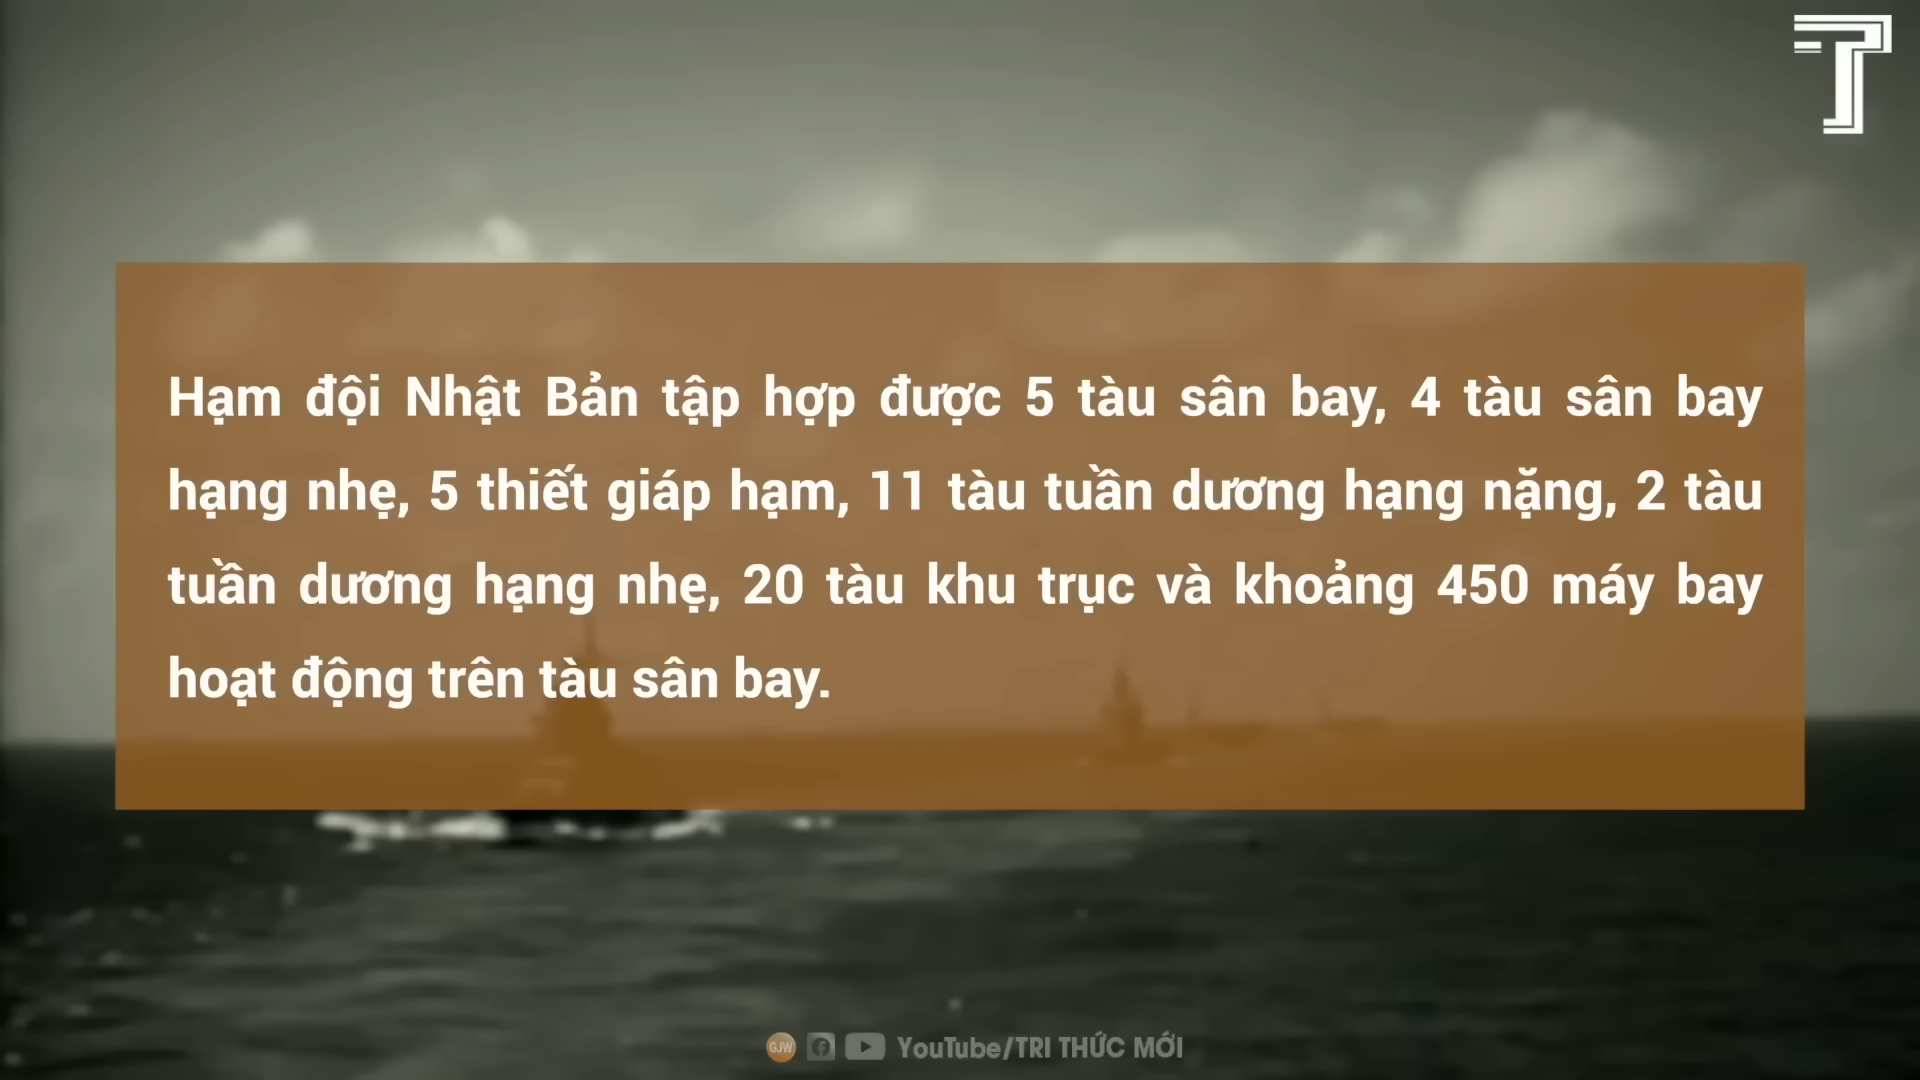 Hạm đội Nhật Bản tập hợp được 5 tàu sân bay, 4 tàu sân bay
hạng nhẹ, 5 thiết giáp hạm, 11 tàu tuần dương hạng nặng, 2 tàu
tuần dương hạng nhẹ, 20 tàu khu trục và khoảng 450 máy bay
hoạt động trên tàu sân bay.
GJW YouTube/TRI THỨC MỚI